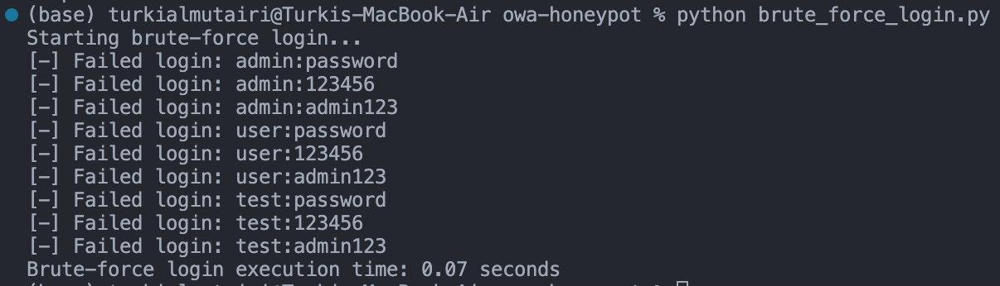 (base) turkialmutairi@Turkis-MacBook-Air owa-honeypot % python brute_force_login.py
Starting brute-force login...
[-] Failed login: admin:password
[-] Failed login: admin:123456
[-] Failed login: admin:admin123
[-] Failed login: user:password
[-] Failed login: user:123456
[-] Failed login: user:admin123
[-] Failed login: test:password
[-] Failed login: test:123456
[-] Failed login: test:admin123
Brute-force login execution time: 0.07 seconds